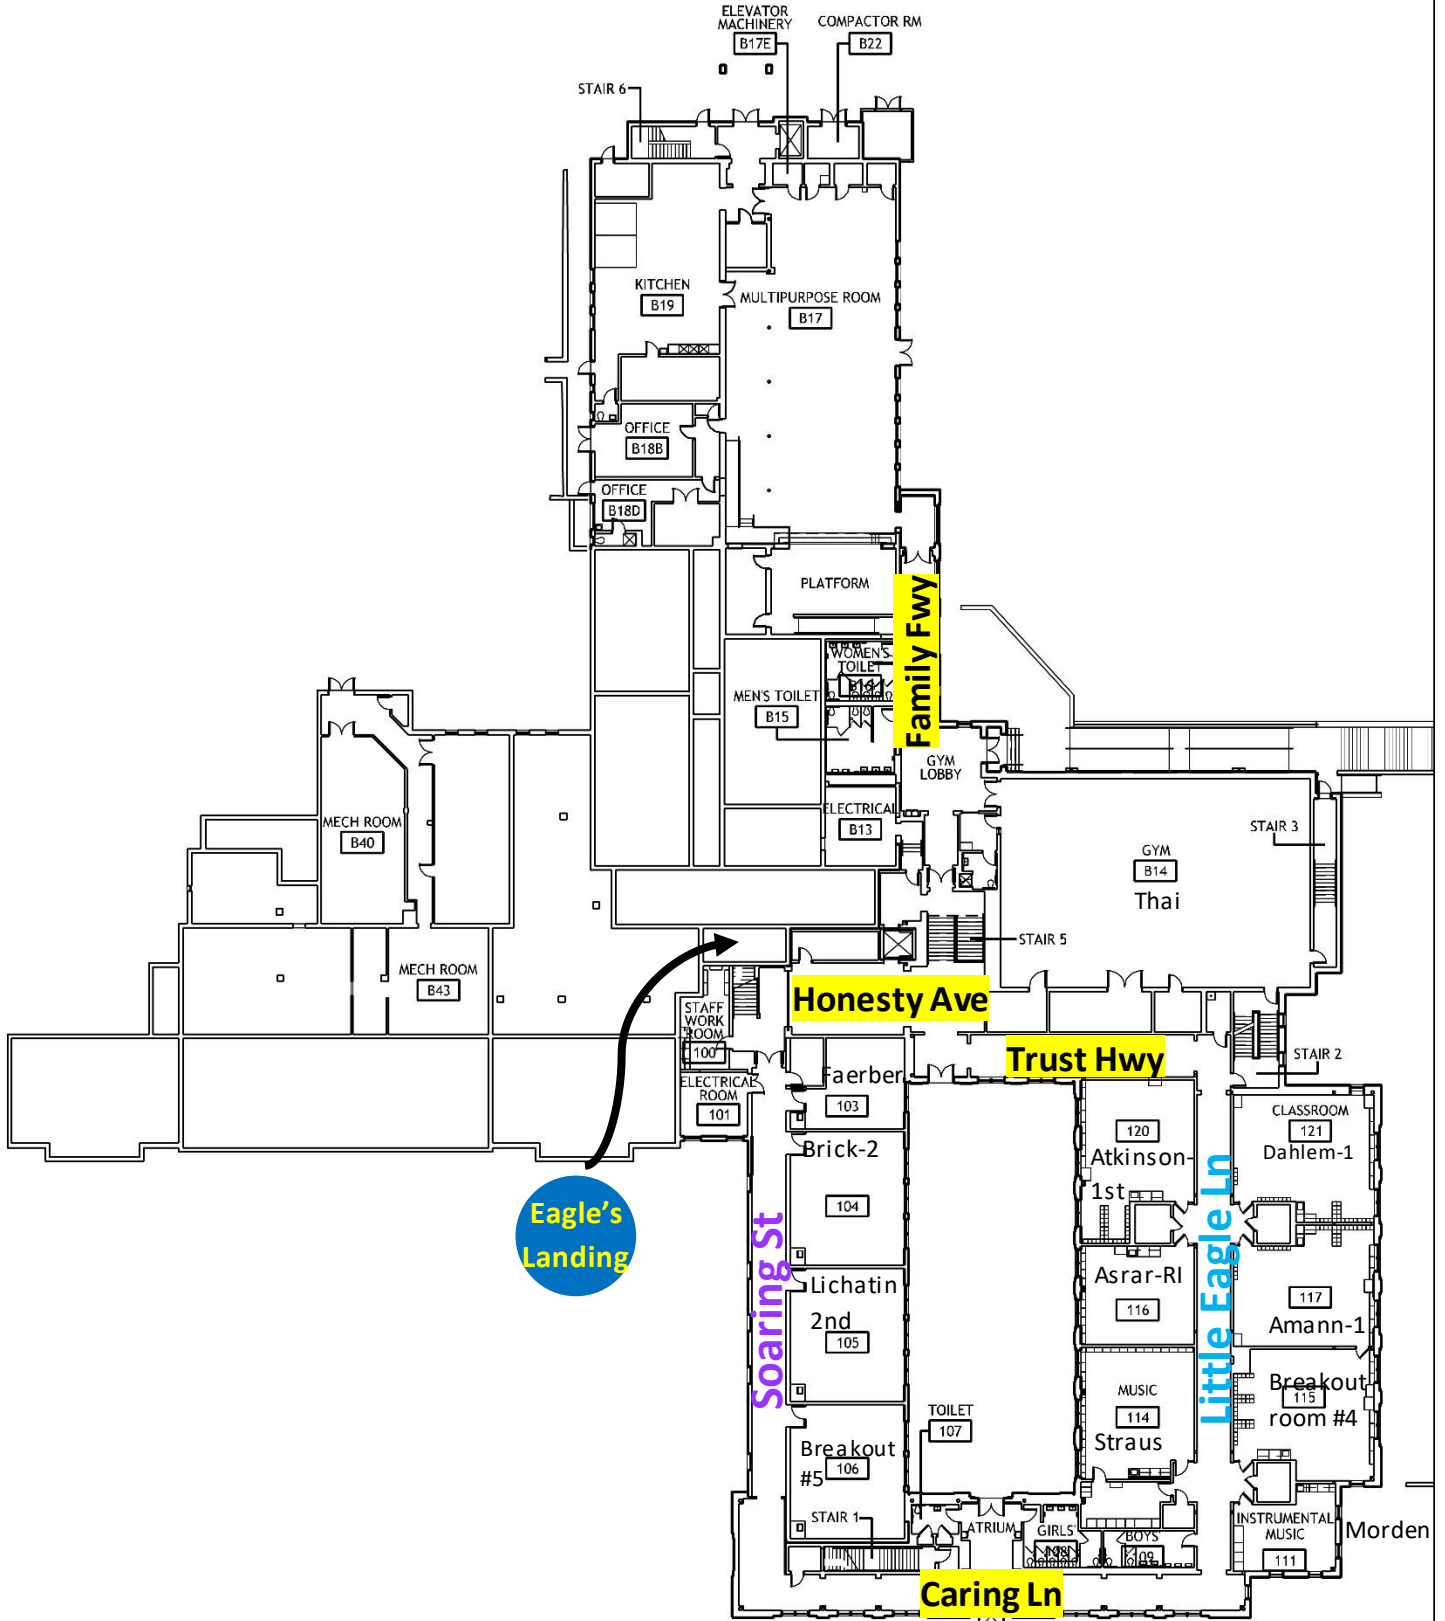 ELEVATOR
MACHINERY
B17E
COMPACTOR RM
B22
STAIR 6
KITCHEN
B19
MULTIPURPOSE ROOM
B17
OFFICE
B18B
OFFICE
B18D
PLATFORM
Family Fwy
WOMEN'S
TOILET
MEN'S TOILET
B15
GYM
LOBBY
ELECTRICAL
B13
MECH ROOM
B40
STAIR 3
GYM
B14
Thai
STAIR 5
MECH ROOM
B43
Honesty Ave
STAFF
WORK
ROOM
100
Trust Hwy
STAIR 2
ELECTRICAL
ROOM
101
Faerber
103
CLASSROOM
121
Dahlem-1
120
Atkinson-
1st
Brick-2
104
Eagle's
Landing
Soaring St
Little Eagle Ln
Lichatin
2nd
105
Asrar-RI
116
117
Amann-1
MUSIC
114
Straus
Breakout
115
room #4
TOILET
107
Breakout
#5
106
STAIR 1
ATRIUM
GIRLS'
108
BOYS'
109
INSTRUMENTAL
MUSIC
111
Morden
Caring Ln